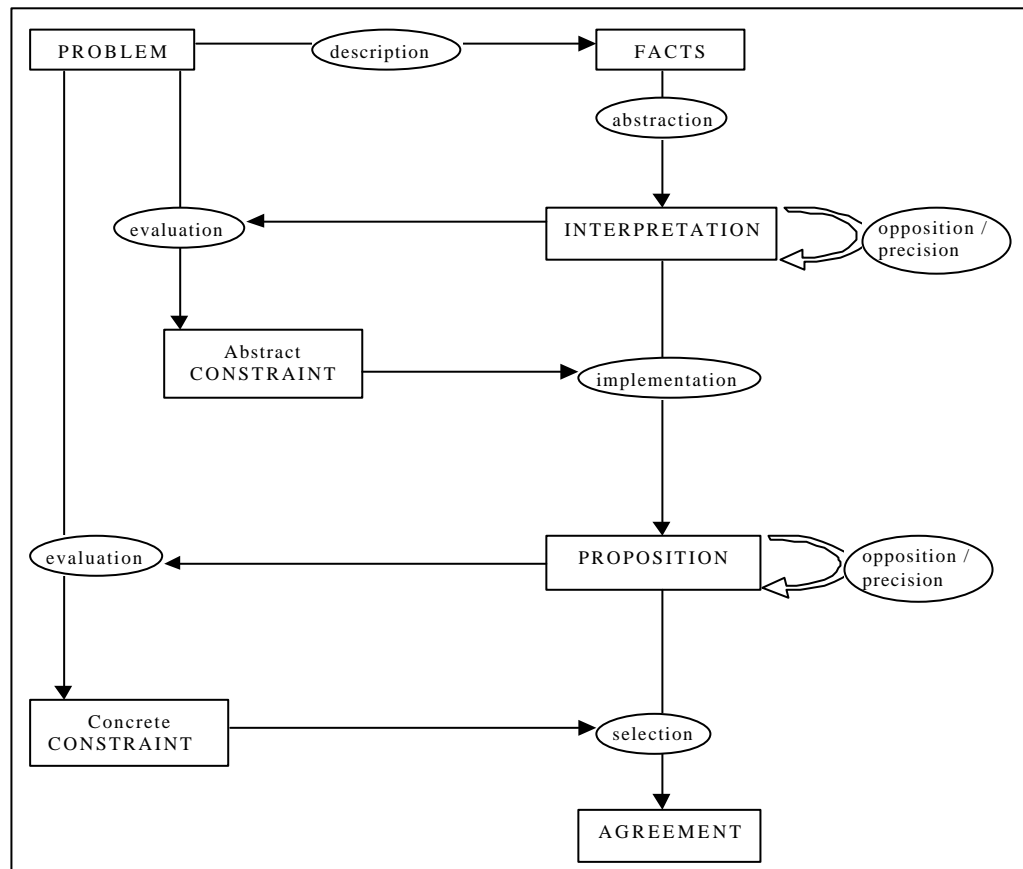 PROBLEM
description
FACTS
abstraction
evaluation
INTERPRETATION
opposition /
precision
Abstract
CONSTRAINT
implementation
evaluation
PROPOSITION
opposition /
precision
Concrete
CONSTRAINT
selection
AGREEMENT